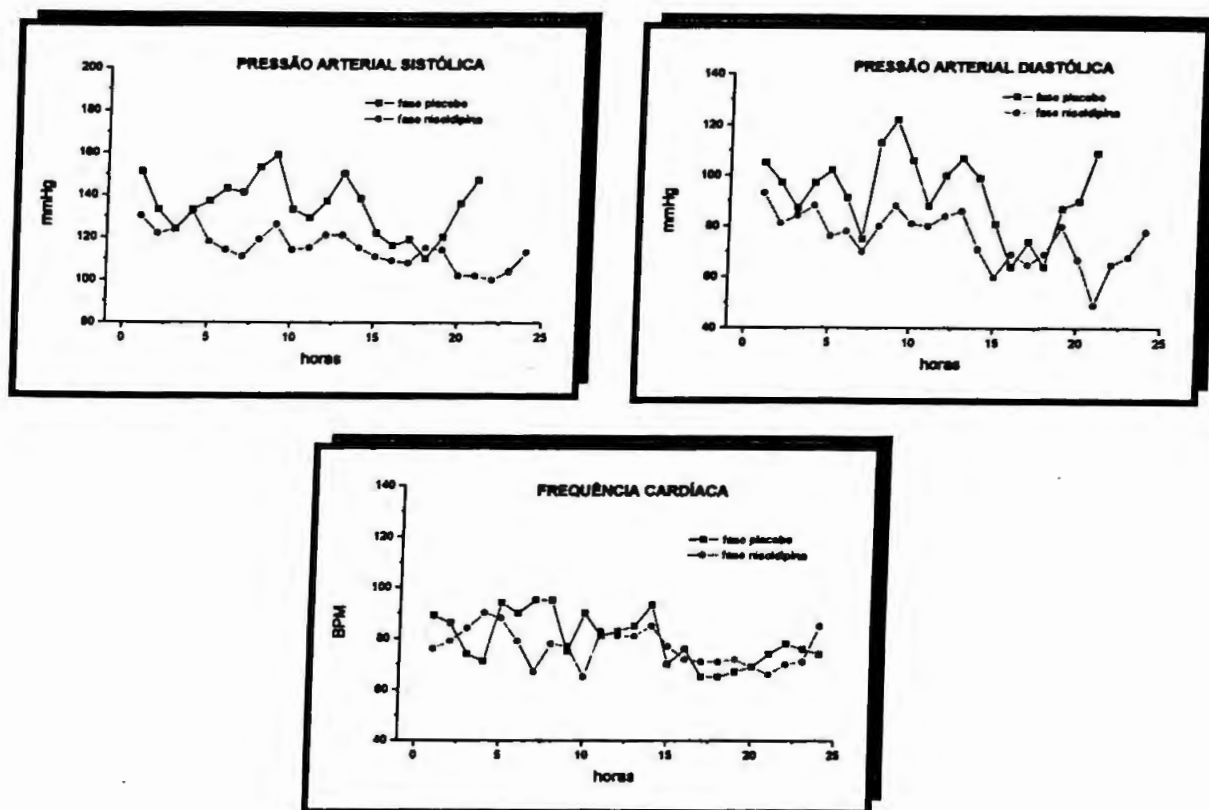 PRESSÃO ARTERIAL SISTÓLICA
200
180
160
140
120
100
80
mmHg
fase placebo
fase nisoldipina
0 5 10 15 20 25
horas
PRESSÃO ARTERIAL DIASTÓLICA
140
120
100
80
60
40
mmHg
fase placebo
fase nisoldipina
0 5 10 15 20 25
horas
FREQUÊNCIA CARDÍACA
140
120
100
80
60
40
BPM
fase placebo
fase nisoldipina
0 5 10 15 20 25
horas